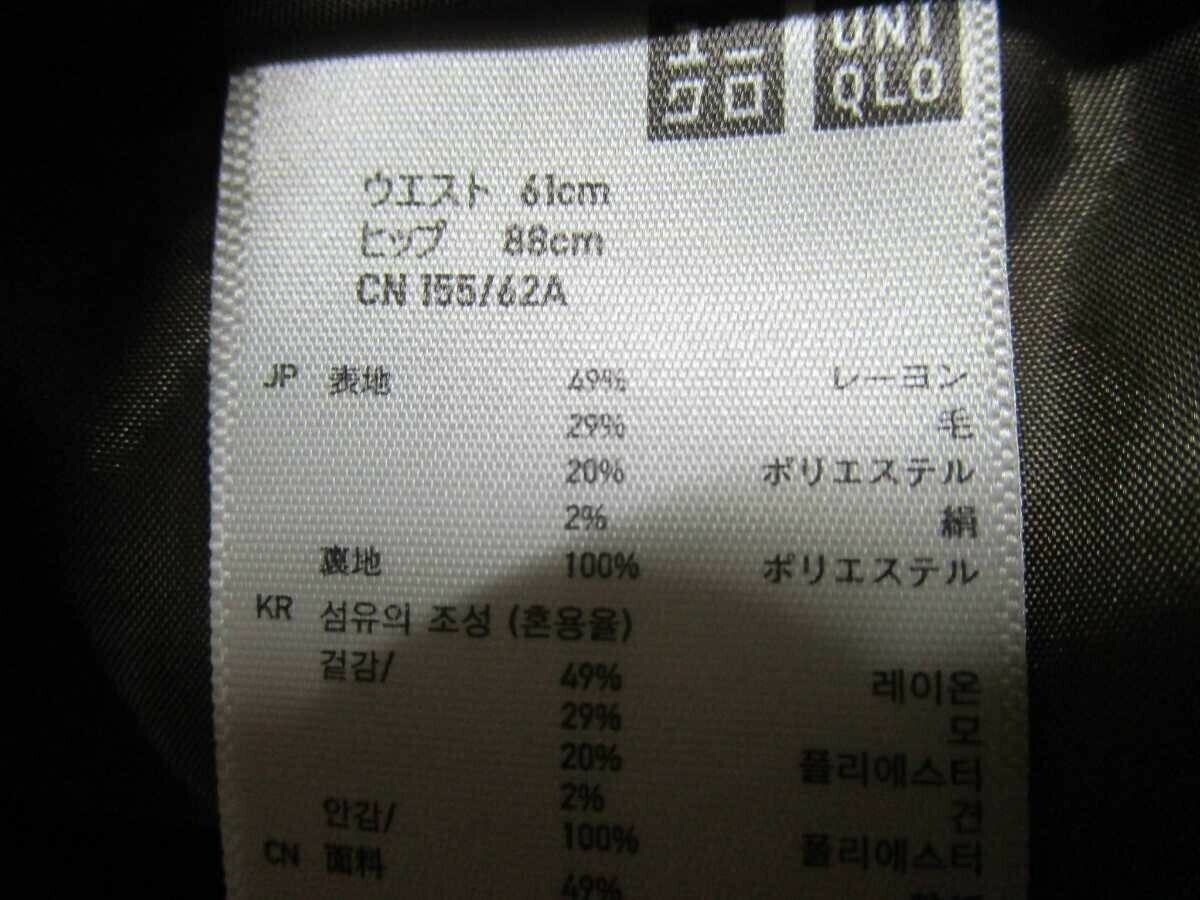 ユニ UNI
クロ QLO
ウエスト 61cm
ヒップ 88cm
CN 155/62A
JP 表地 49% レーヨン
29% 毛
20% ポリエステル
2% 絹
裏地 100% ポリエステル
KR 섬유의 조성 (혼용율)
겉감/ 49% 레이온
29% 모
20% 폴리에스터
2% 견
안감/ 100% 폴리에스터
CN 面料 49%